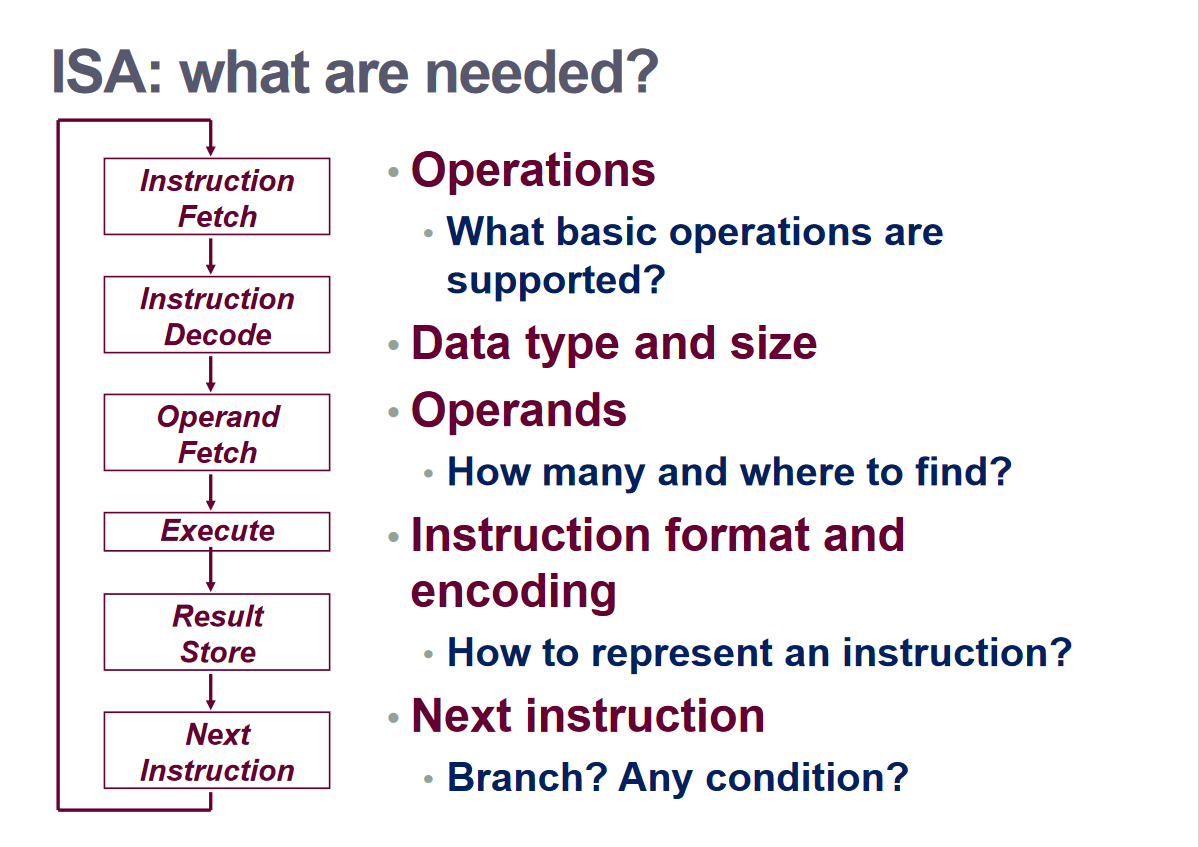 ISA: what are needed?
Instruction
Fetch
Instruction
Decode
Operand
Fetch
Execute
Result
Store
Next
Instruction
• Operations
• What basic operations are
supported?
• Data type and size
• Operands
• How many and where to find?
• Instruction format and
encoding
• How to represent an instruction?
• Next instruction
• Branch? Any condition?